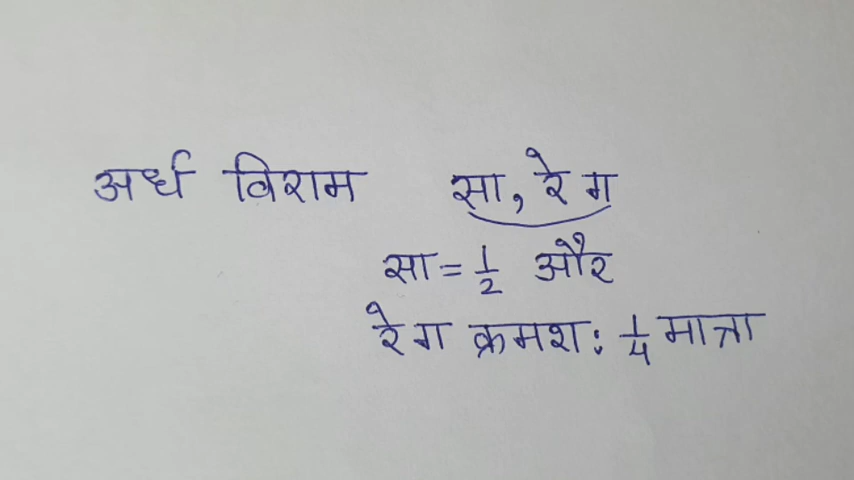 अर्ध विराम सा, रे ग
सा = 1/2 और
रे ग क्रमश: 1/4 मात्रा